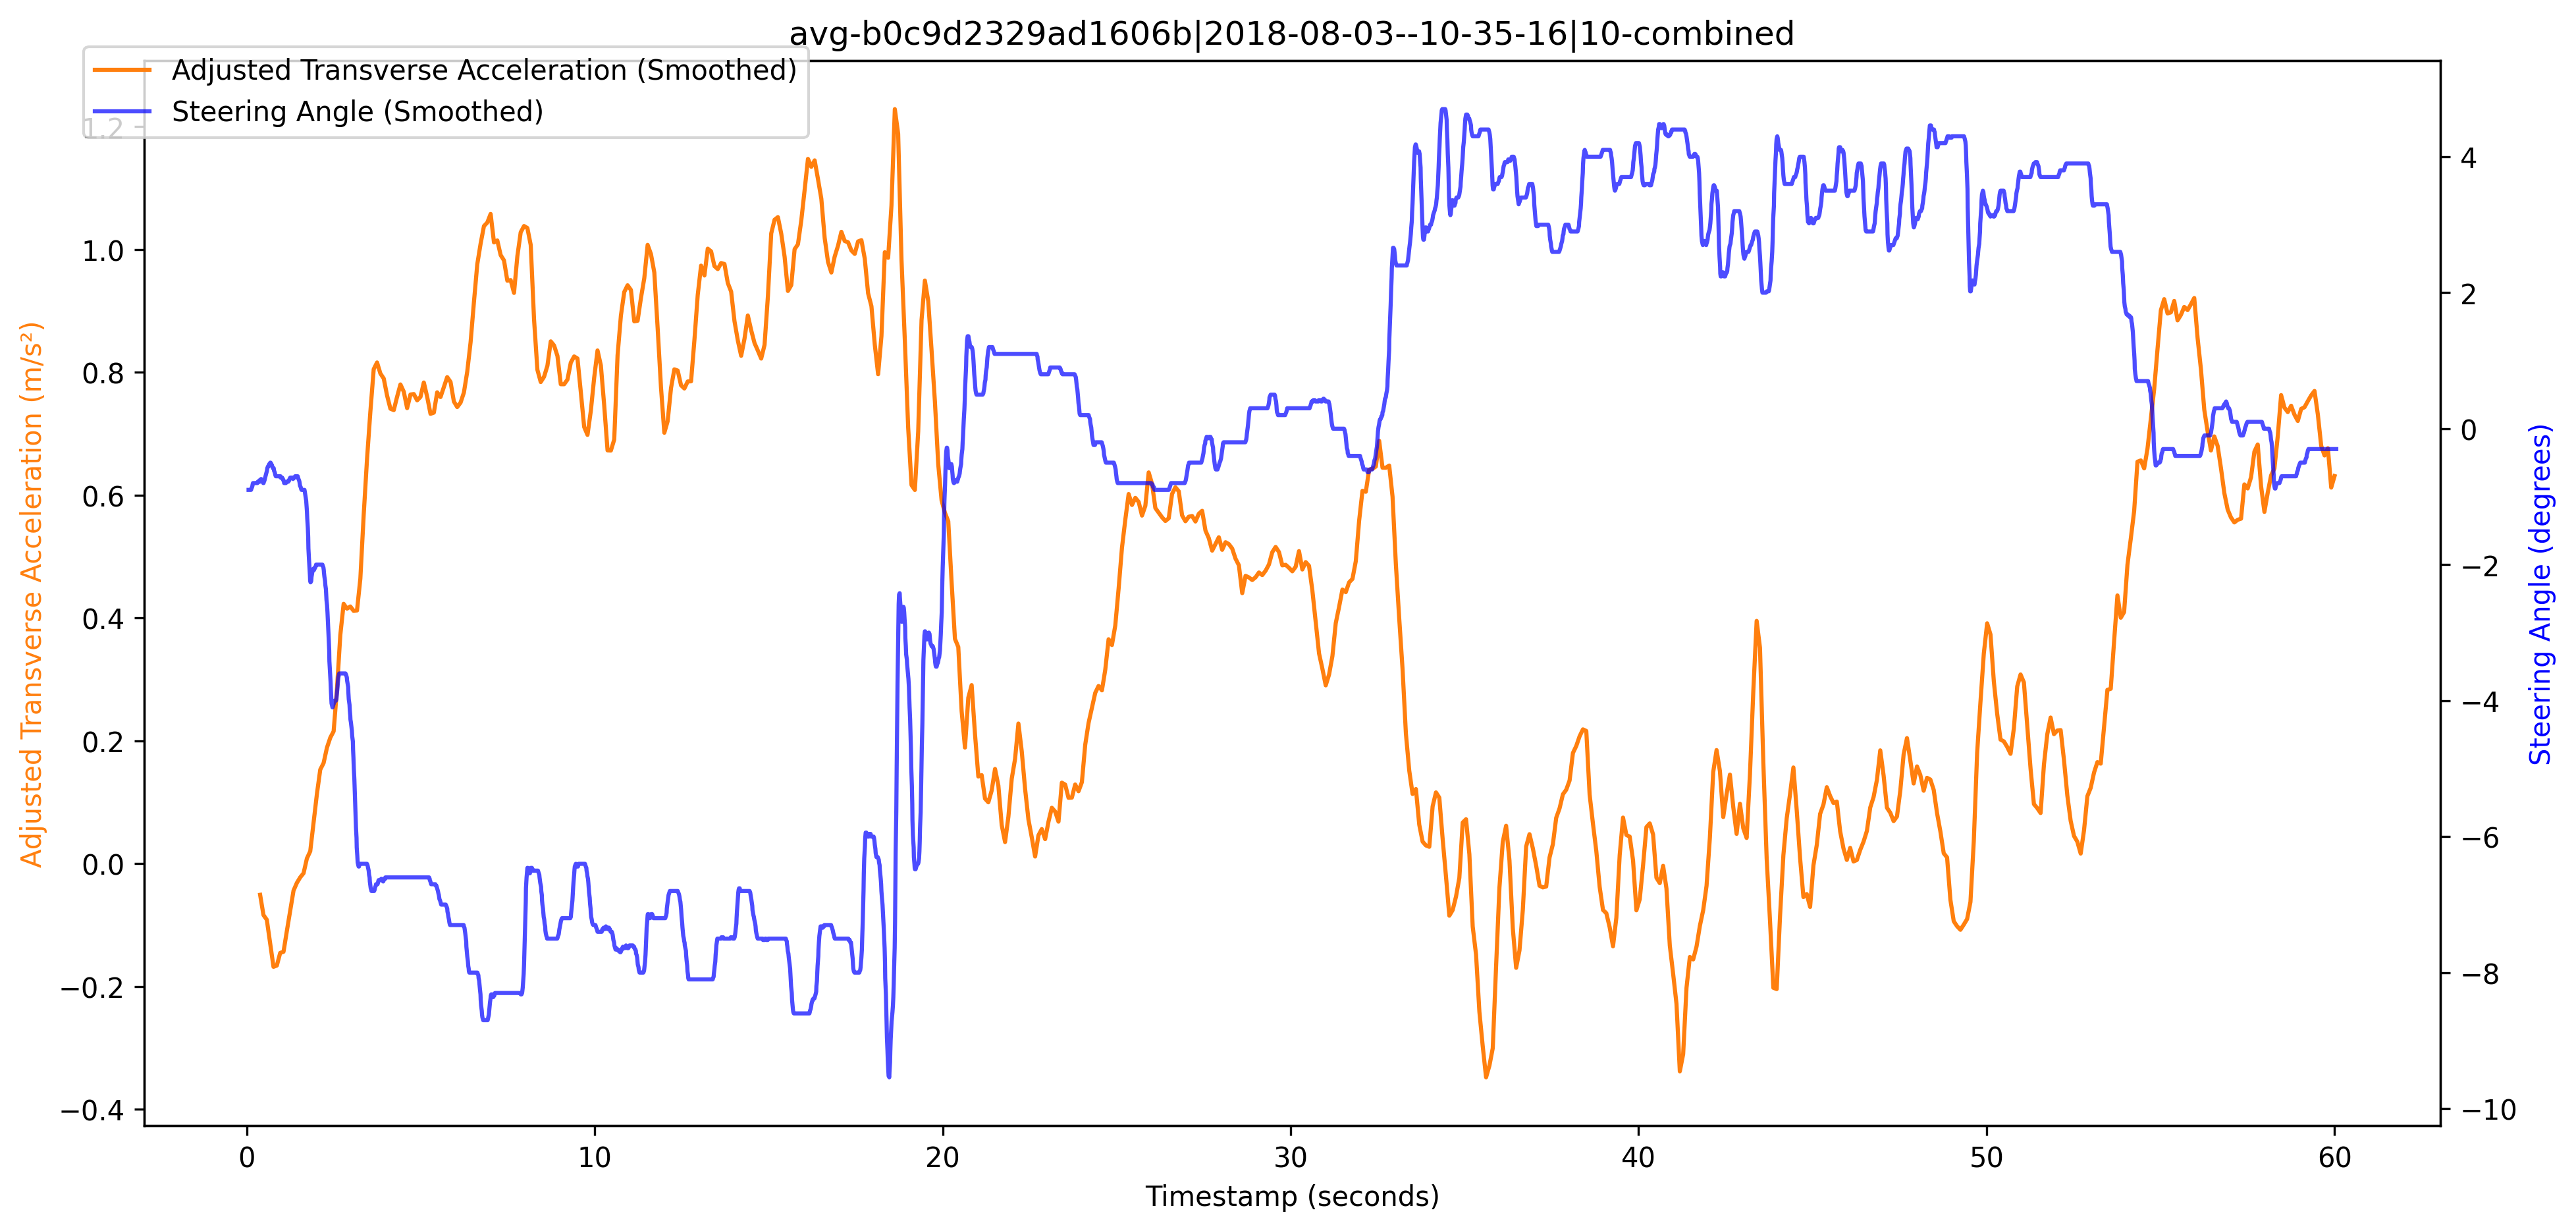 avg-b0c9d2329ad1606b|2018-08-03--10-35-16|10-combined
Adjusted Transverse Acceleration (Smoothed)
Steering Angle (Smoothed)
Adjusted Transverse Acceleration (m/s²)
1.2
1.0
0.8
0.6
0.4
0.2
0.0
−0.2
−0.4
4
2
0
−2
−4
−6
−8
−10
Steering Angle (degrees)
0 10 20 30 40 50 60
Timestamp (seconds)